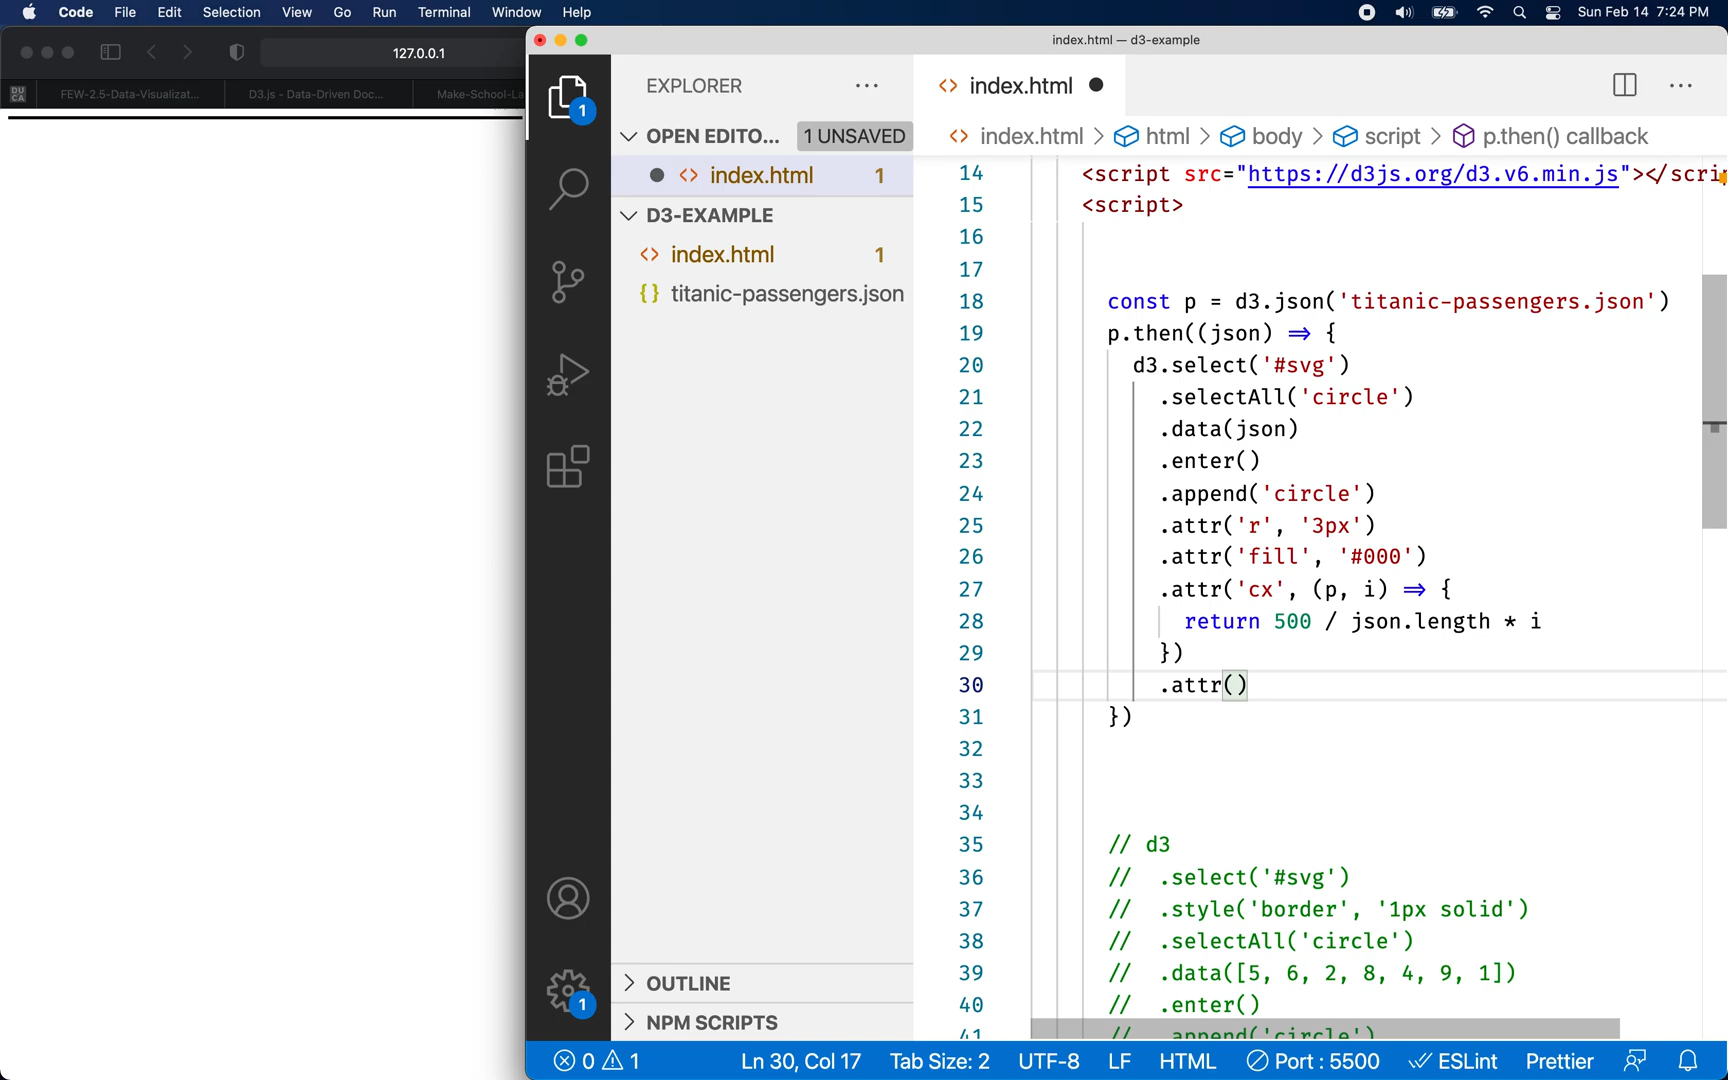 Code File Edit Selection View Go Run Terminal Window Help Sun Feb 14 7:24 PM
127.0.0.1
index.html — d3-example
DU CA FEW-2.5-Data-Visualizat... D3.js - Data-Driven Doc... Make-School-La
EXPLORER
index.html
OPEN EDITO... 1 UNSAVED
index.html > html > body > script > p.then() callback
index.html 1
D3-EXAMPLE
index.html 1
{} titanic-passengers.json
14 <script src="https://d3js.org/d3.v6.min.js"></scri
15 <script>
16
17
18 const p = d3.json('titanic-passengers.json')
19 p.then((json) => {
20 d3.select('#svg')
21 .selectAll('circle')
22 .data(json)
23 .enter()
24 .append('circle')
25 .attr('r', '3px')
26 .attr('fill', '#000')
27 .attr('cx', (p, i) => {
28 return 500 / json.length * i
29 })
30 .attr()
31 })
32
33
34
35 // d3
36 // .select('#svg')
37 // .style('border', '1px solid')
38 // .selectAll('circle')
39 // .data([5, 6, 2, 8, 4, 9, 1])
40 // .enter()
41 // .append('circle')
1
1
OUTLINE
NPM SCRIPTS
0 1 Ln 30, Col 17 Tab Size: 2 UTF-8 LF HTML Port : 5500 ESLint Prettier